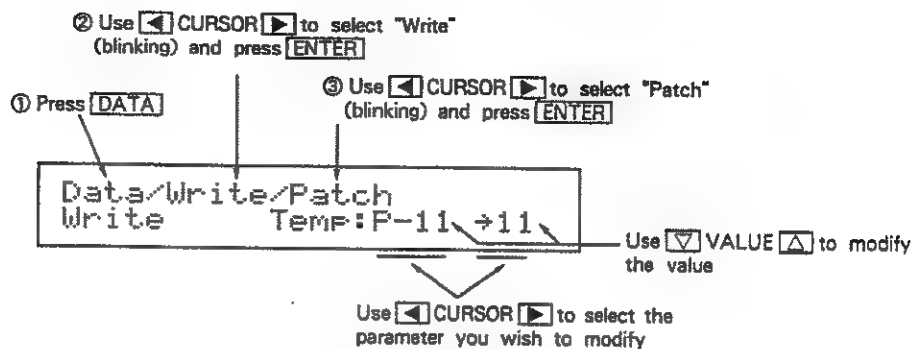 ② Use ◀ CURSOR ▶ to select "Write"
(blinking) and press ENTER
③ Use ◀ CURSOR ▶ to select "Patch"
(blinking) and press ENTER
① Press DATA
Data/Write/Patch
Write Temp:P-11 →11
Use ▽ VALUE △ to modify
the value
Use ◀ CURSOR ▶ to select the
parameter you wish to modify